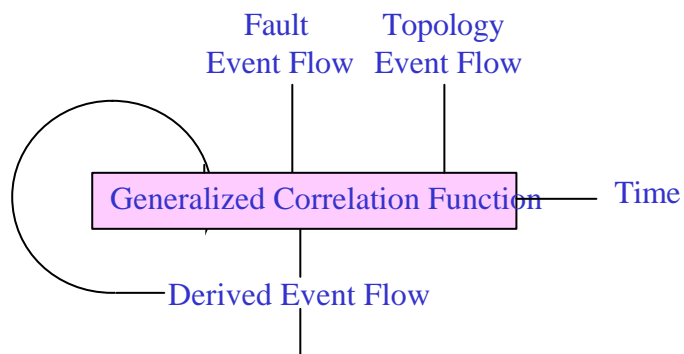 Fault
Event Flow
Topology
Event Flow
Generalized Correlation Function
Time
Derived Event Flow